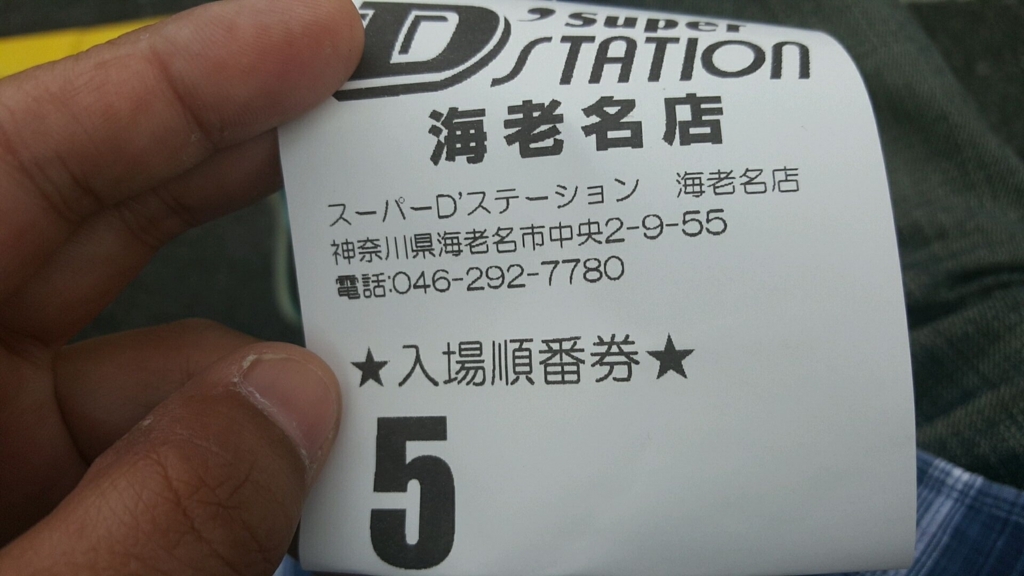 D'super
STATION
海老名店
スーパーD'ステーション 海老名店
神奈川県海老名市中央2-9-55
電話:046-292-7780
★入場順番券★
5